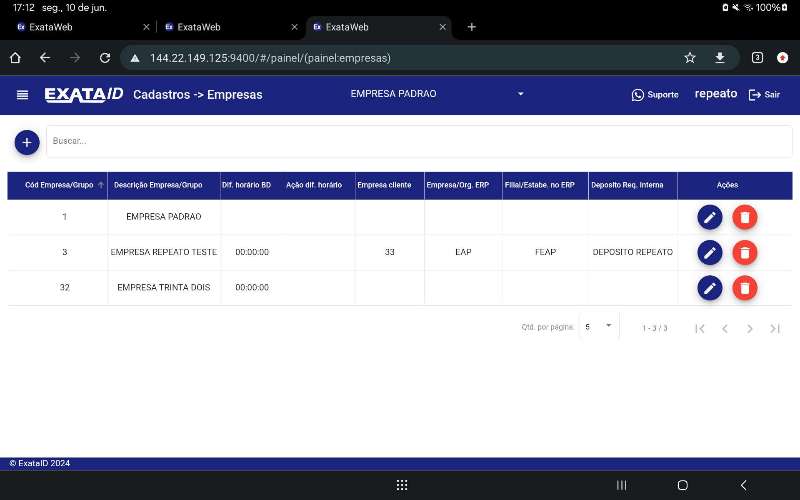 17:12 seg., 10 de jun. 100%
ExataWeb ExataWeb ExataWeb
144.22.149.125:9400/#/painel/(painel:empresas) 3
EXATAID Cadastros -> Empresas EMPRESA PADRAO Suporte repeato Sair
Buscar...
Cód Empresa/Grupo Descrição Empresa/Grupo Dif. horário BD Ação dif. horário Empresa cliente Empresa/Org. ERP Filial/Estabe. no ERP Deposito Req. Interna Ações
1 EMPRESA PADRAO
3 EMPRESA REPEATO TESTE 00:00:00 33 EAP FEAP DEPOSITO REPEATO
32 EMPRESA TRINTA DOIS 00:00:00
Qtd. por página: 5 1 - 3 / 3
© ExataID 2024